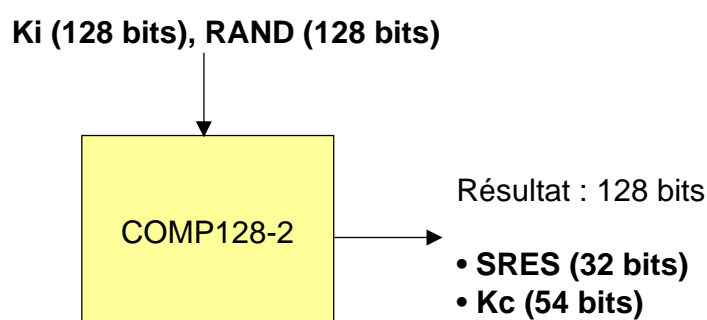 Ki (128 bits), RAND (128 bits)
COMP128-2
Résultat : 128 bits
• SRES (32 bits)
• Kc (54 bits)